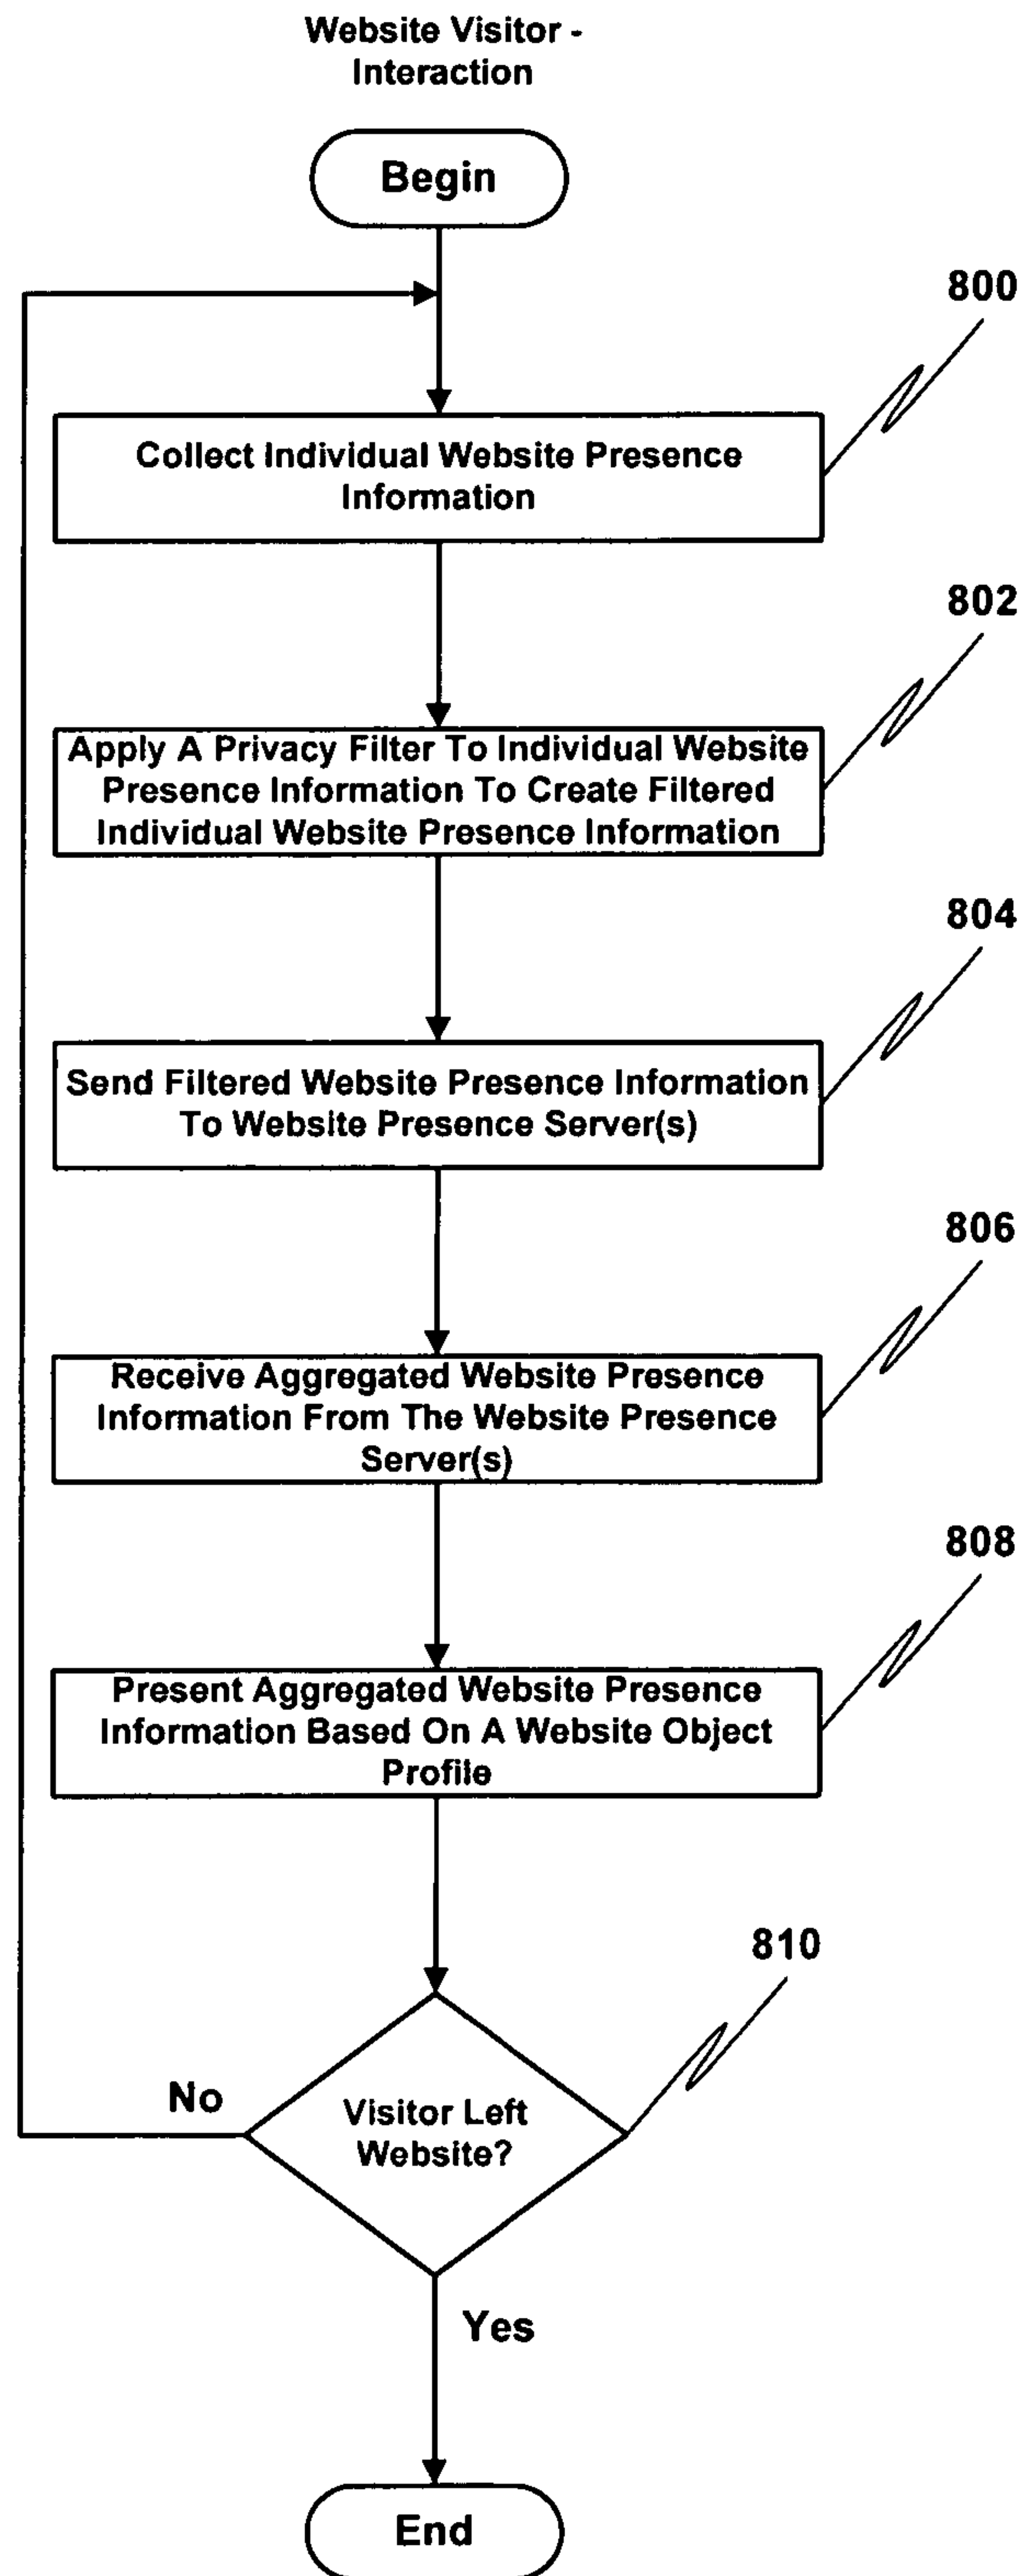 Website Visitor -
Interaction
Begin
800
Collect Individual Website Presence
Information
802
Apply A Privacy Filter To Individual Website
Presence Information To Create Filtered
Individual Website Presence Information
804
Send Filtered Website Presence Information
To Website Presence Server(s)
806
Receive Aggregated Website Presence
Information From The Website Presence
Server(s)
808
Present Aggregated Website Presence
Information Based On A Website Object
Profile
810
No
Visitor Left
Website?
Yes
End